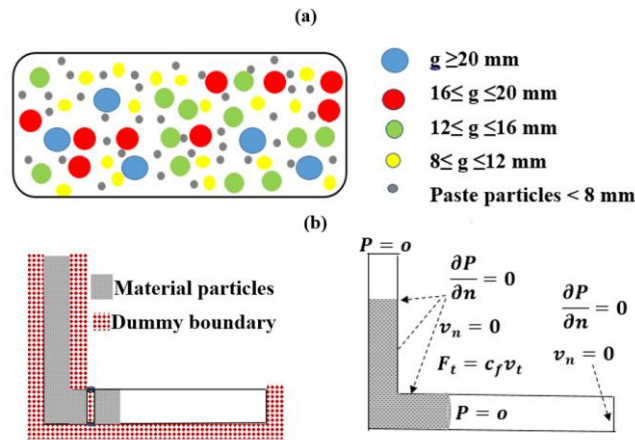 (a)
g ≥20 mm
16≤ g ≤20 mm
12≤ g ≤16 mm
8≤ g ≤12 mm
Paste particles < 8 mm
(b)
Material particles
Dummy boundary
P = o
∂P/∂n = 0
v_n = 0
F_t = c_f v_t
P = o
∂P/∂n = 0
v_n = 0